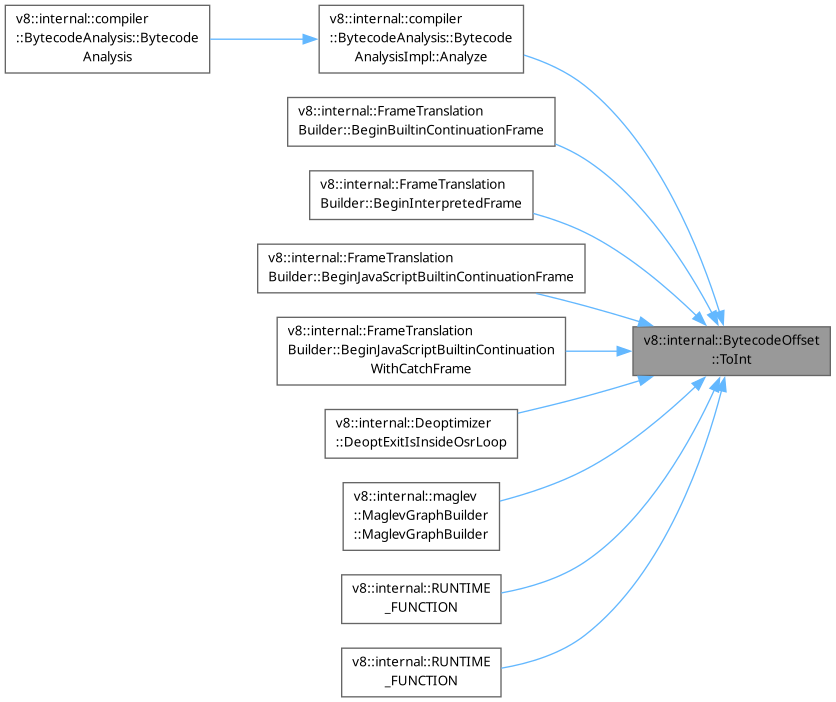 v8::internal::compiler
::BytecodeAnalysis::Bytecode
Analysis
v8::internal::compiler
::BytecodeAnalysis::Bytecode
AnalysisImpl::Analyze
v8::internal::FrameTranslation
Builder::BeginBuiltinContinuationFrame
v8::internal::FrameTranslation
Builder::BeginInterpretedFrame
v8::internal::FrameTranslation
Builder::BeginJavaScriptBuiltinContinuationFrame
v8::internal::FrameTranslation
Builder::BeginJavaScriptBuiltinContinuation
WithCatchFrame
v8::internal::BytecodeOffset
::ToInt
v8::internal::Deoptimizer
::DeoptExitIsInsideOsrLoop
v8::internal::maglev
::MaglevGraphBuilder
::MaglevGraphBuilder
v8::internal::RUNTIME
_FUNCTION
v8::internal::RUNTIME
_FUNCTION